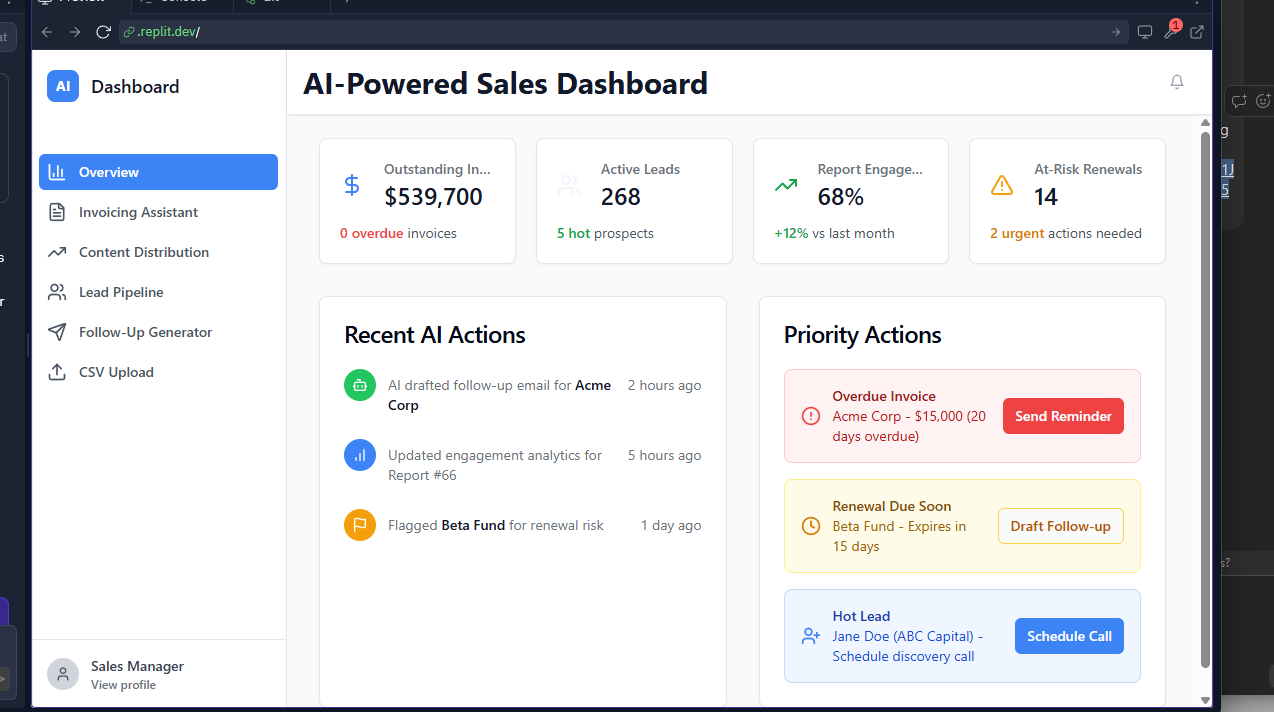 .replit.dev/
1
AI Dashboard
AI-Powered Sales Dashboard
Overview
Invoicing Assistant
Content Distribution
Lead Pipeline
Follow-Up Generator
CSV Upload
Sales Manager
View profile
Outstanding In...
$539,700
0 overdue invoices
Active Leads
268
5 hot prospects
Report Engage...
68%
+12% vs last month
At-Risk Renewals
14
2 urgent actions needed
Recent AI Actions
AI drafted follow-up email for Acme
Corp
2 hours ago
Updated engagement analytics for
Report #66
5 hours ago
Flagged Beta Fund for renewal risk
1 day ago
Priority Actions
Overdue Invoice
Acme Corp - $15,000 (20
days overdue)
Send Reminder
Renewal Due Soon
Beta Fund - Expires in
15 days
Draft Follow-up
Hot Lead
Jane Doe (ABC Capital) -
Schedule discovery call
Schedule Call